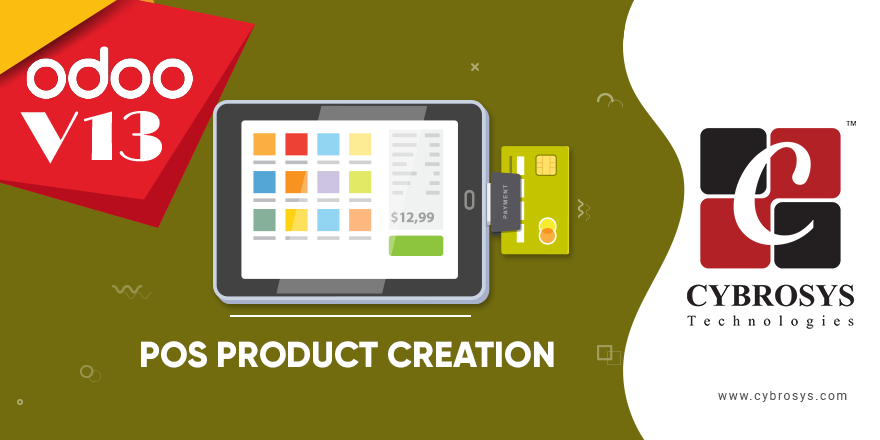 odoo
V13
$12,99
PAYMENT
POS PRODUCT CREATION
TM
CYBROSYS
Technologies
www.cybrosys.com